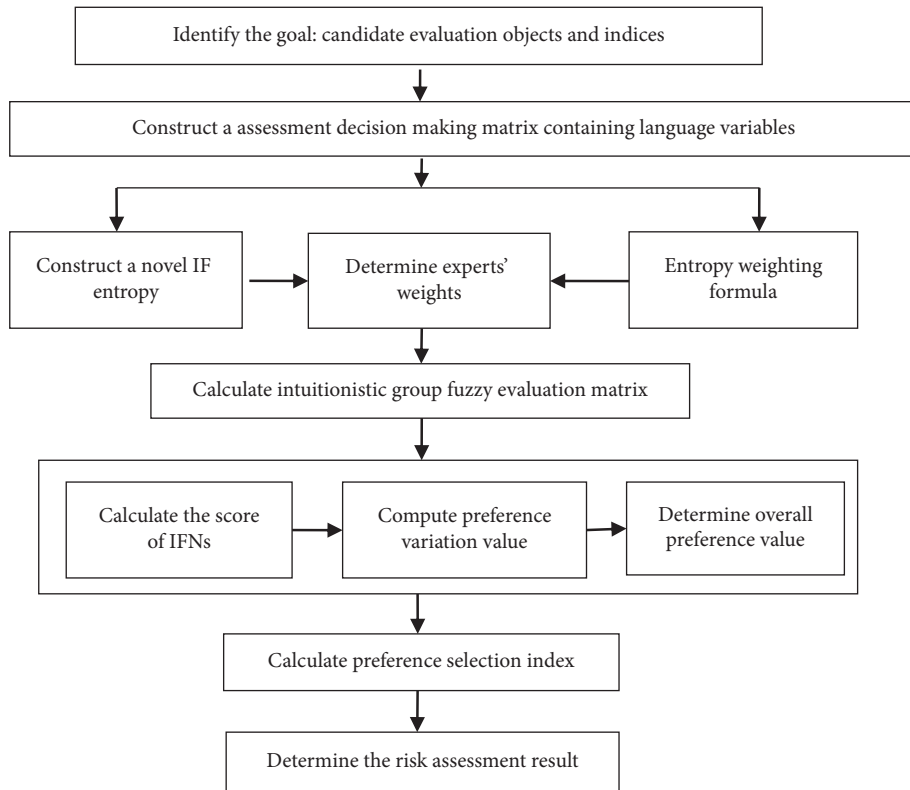 Identify the goal: candidate evaluation objects and indices
Construct a assessment decision making matrix containing language variables
Construct a novel IF
entropy
Determine experts’
weights
Entropy weighting
formula
Calculate intuitionistic group fuzzy evaluation matrix
Calculate the score
of IFNs
Compute preference
variation value
Determine overall
preference value
Calculate preference selection index
Determine the risk assessment result